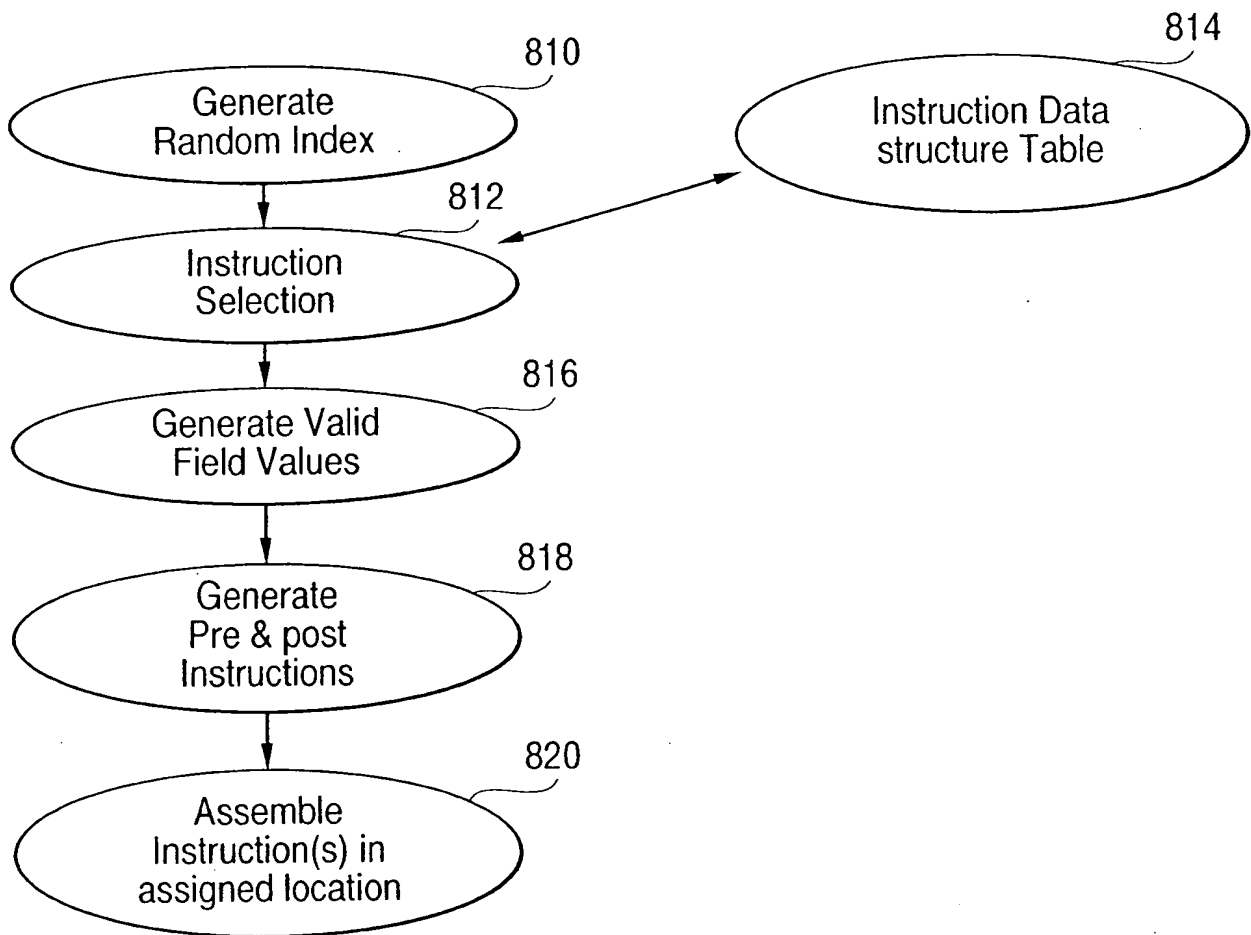 810
Generate
Random Index
814
Instruction Data
structure Table
812
Instruction
Selection
816
Generate Valid
Field Values
818
Generate
Pre & post
Instructions
820
Assemble
Instruction(s) in
assigned location